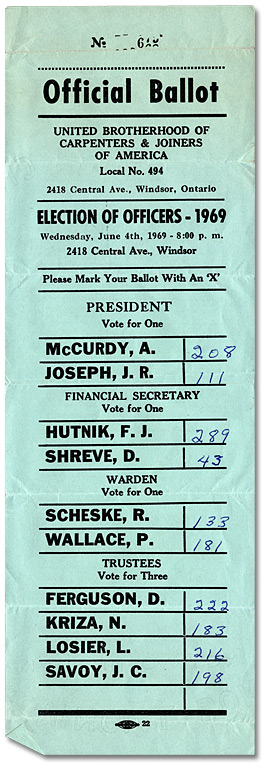 No.
Official Ballot
UNITED BROTHERHOOD OF
CARPENTERS & JOINERS
OF AMERICA
Local No. 494
2418 Central Ave., Windsor, Ontario
ELECTION OF OFFICERS - 1969
Wednesday, June 4th, 1969 - 8:00 p. m.
2418 Central Ave., Windsor
Please Mark Your Ballot With An 'X'
PRESIDENT
Vote for One
McCURDY, A. 208
JOSEPH, J. R. 111
FINANCIAL SECRETARY
Vote for One
HUTNIK, F. J. 289
SHREVE, D. 43
WARDEN
Vote for One
SCHESKE, R. 133
WALLACE, P. 181
TRUSTEES
Vote for Three
FERGUSON, D. 222
KRIZA, N. 183
LOSIER, L. 216
SAVOY, J. C. 198
22